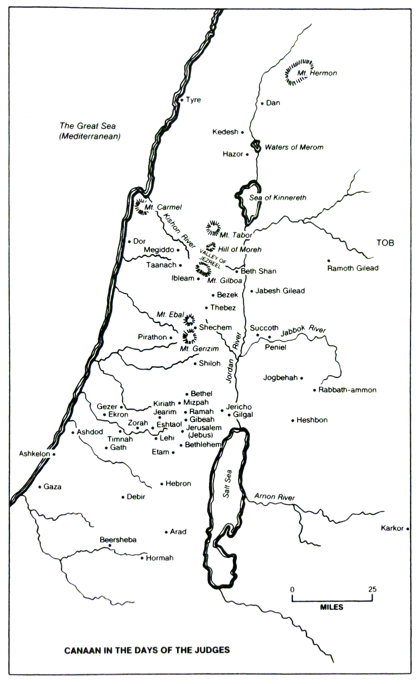 Mt. Hermon
Tyre
Dan
The Great Sea
(Mediterranean)
Kedesh
Waters of Merom
Hazor
Sea of Kinnereth
Mt. Carmel
Kishon River
Mt. Tabor
TOB
Dor
Hill of Moreh
Megiddo
VALLEY OF
JEZREEL
Ramoth Gilead
Taanach
Beth Shan
Ibleam
Mt. Gilboa
Jabesh Gilead
Bezek
Thebez
Mt. Ebal
Shechem
Succoth
Jabbok River
Pirathon
Peniel
Mt. Gerizim
Jordan River
Shiloh
Jogbehah
Rabbath-ammon
Bethel
Gezer
Kiriath
Jearim
Mizpah
Jericho
Ekron
Ramah
Gilgal
Zorah
Eshtaol
Gibeah
Heshbon
Ashdod
Jerusalem
(Jebus)
Timnah
Lehi
Gath
Bethlehem
Ashkelon
Etam
Salt Sea
Gaza
Hebron
Debir
Arnon River
Arad
Karkor
Beersheba
Hormah
0
25
MILES
CANAAN IN THE DAYS OF THE JUDGES